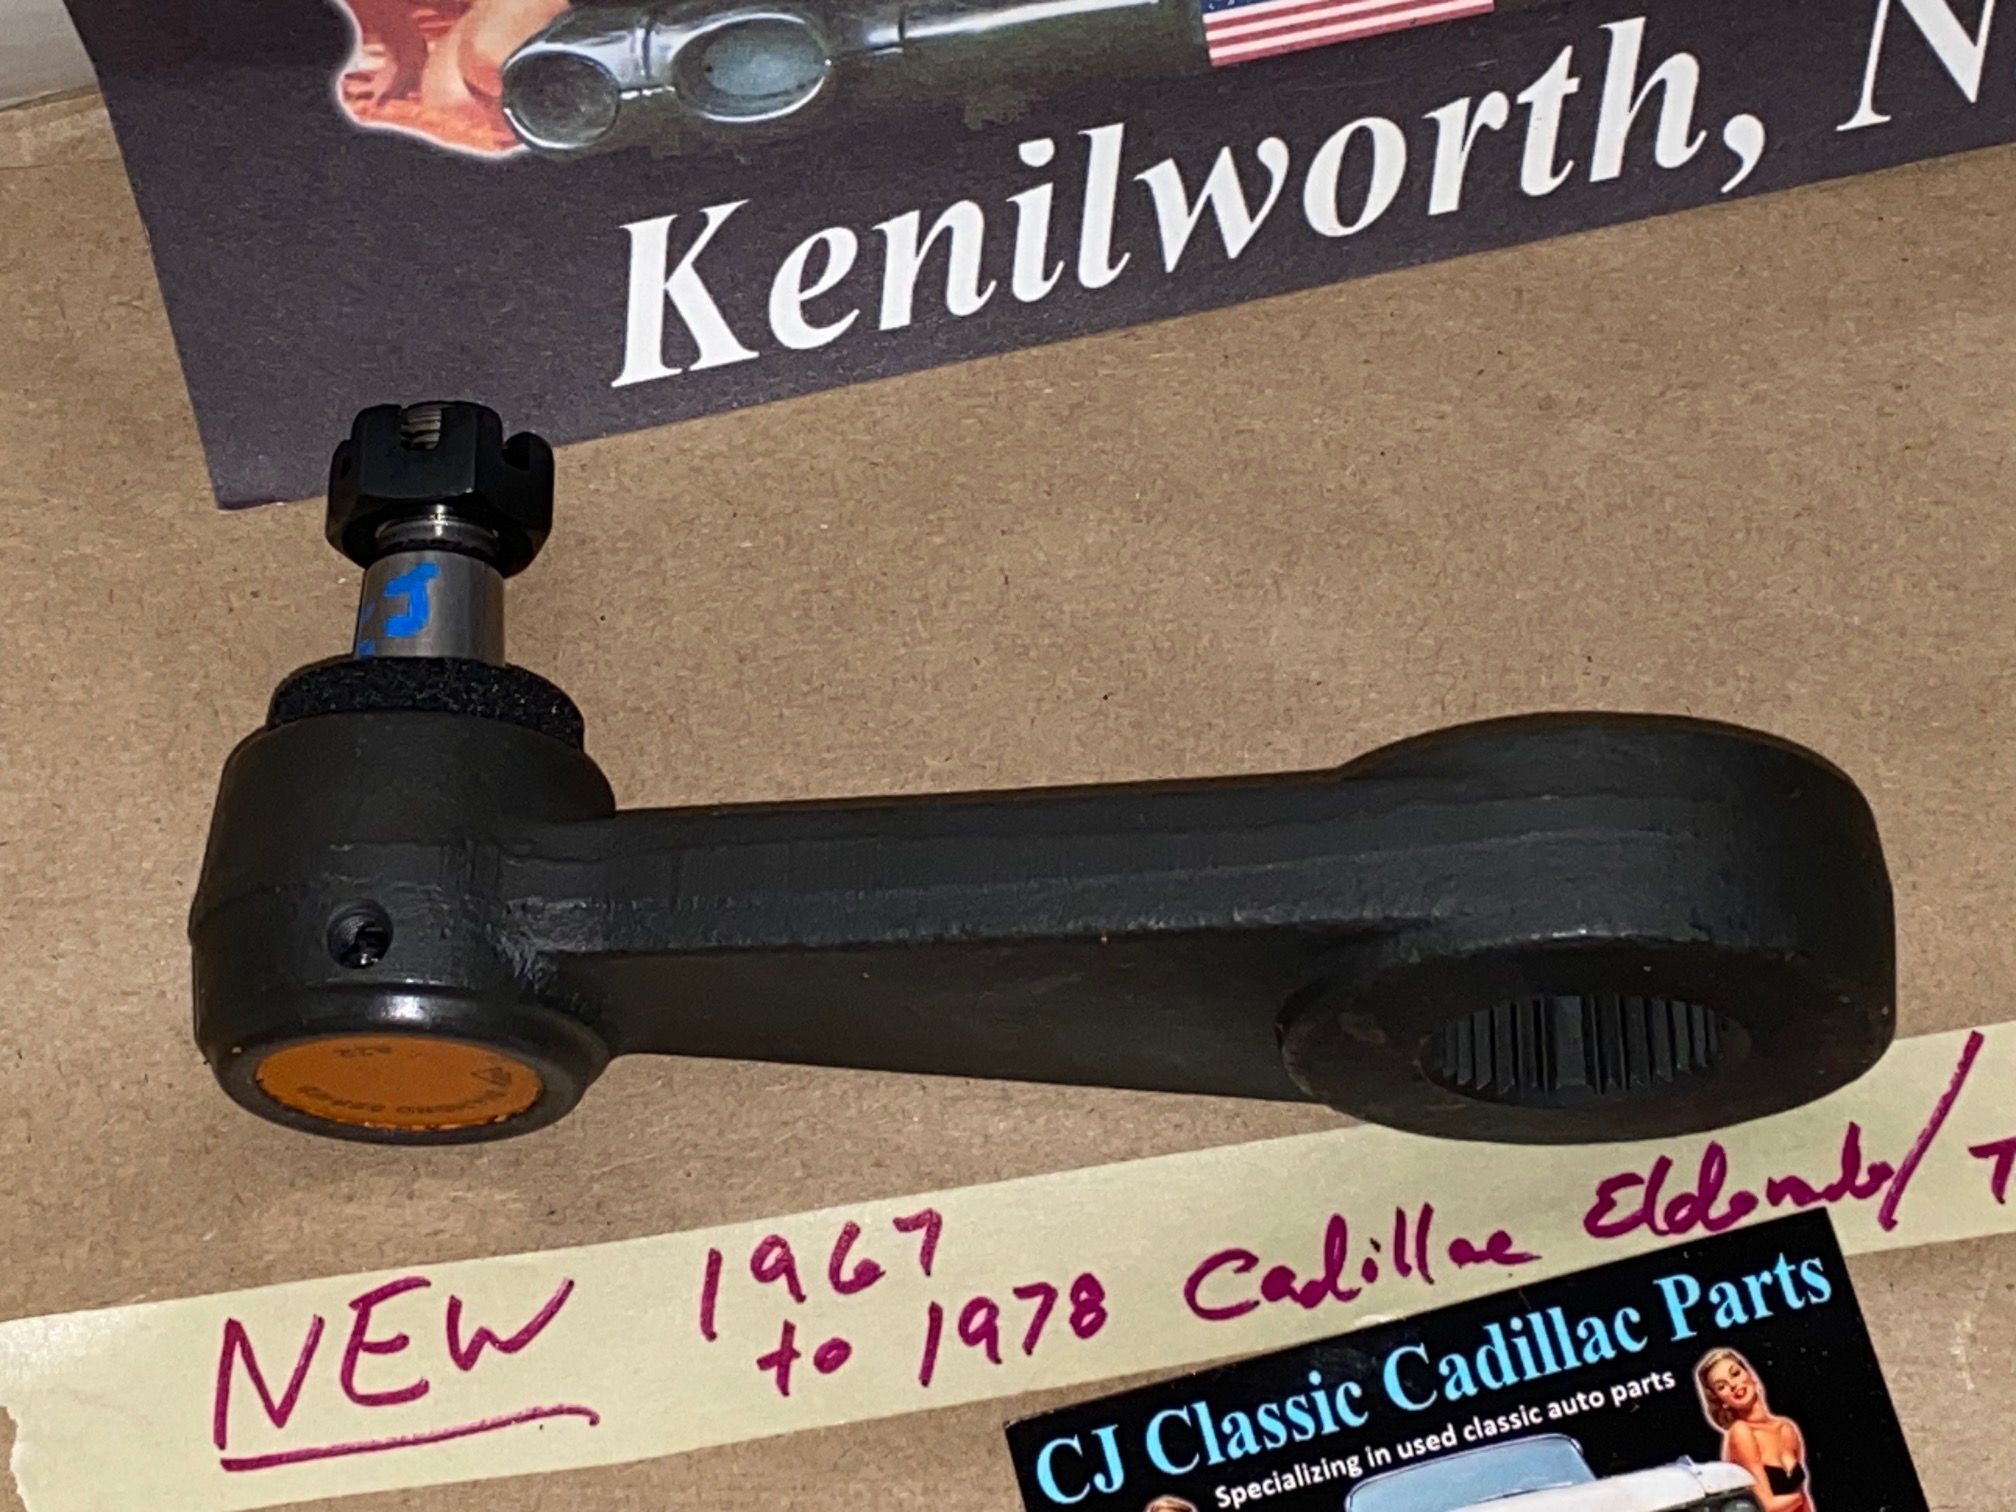 Kenilworth, N
NEW 1967
to 1978 Cadillac Eldorado/T
CJ Classic Cadillac Parts
Specializing in used classic auto parts